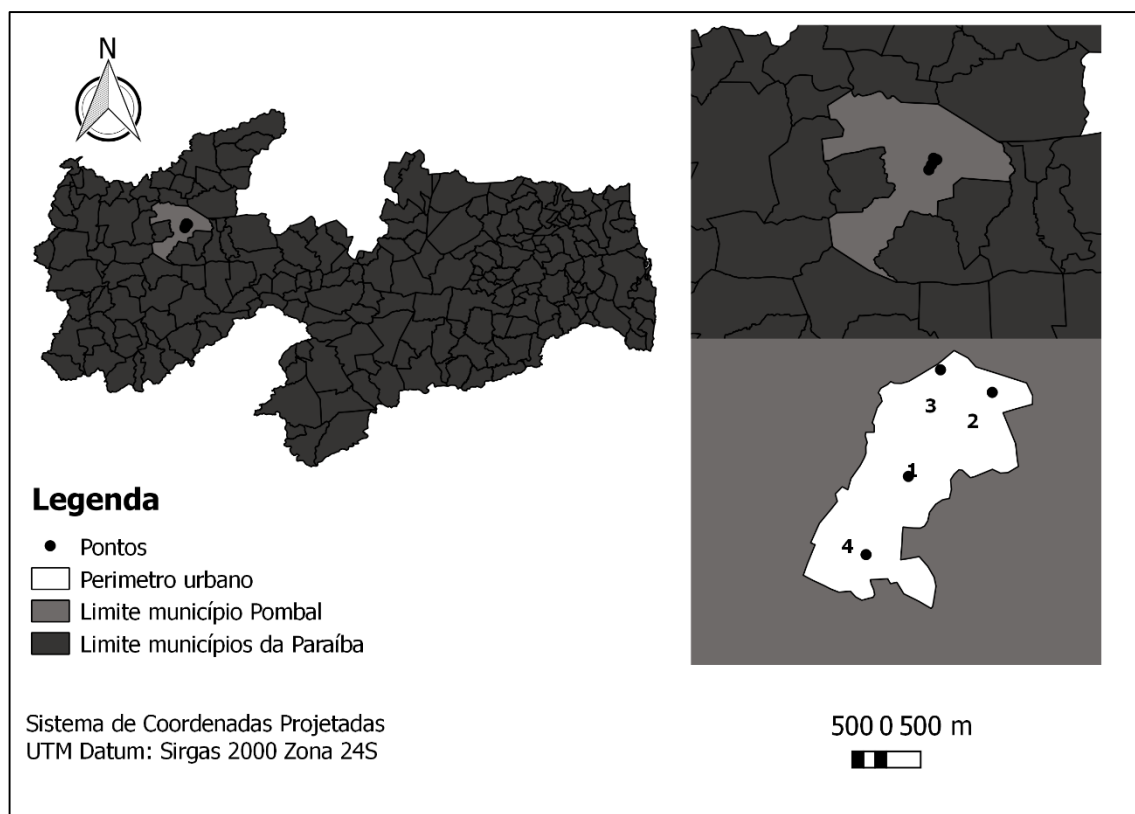 N
3
2
1
4
Legenda
Pontos
Perimetro urbano
Limite município Pombal
Limite municípios da Paraíba
Sistema de Coordenadas Projetadas
UTM Datum: Sirgas 2000 Zona 24S
500 0 500 m